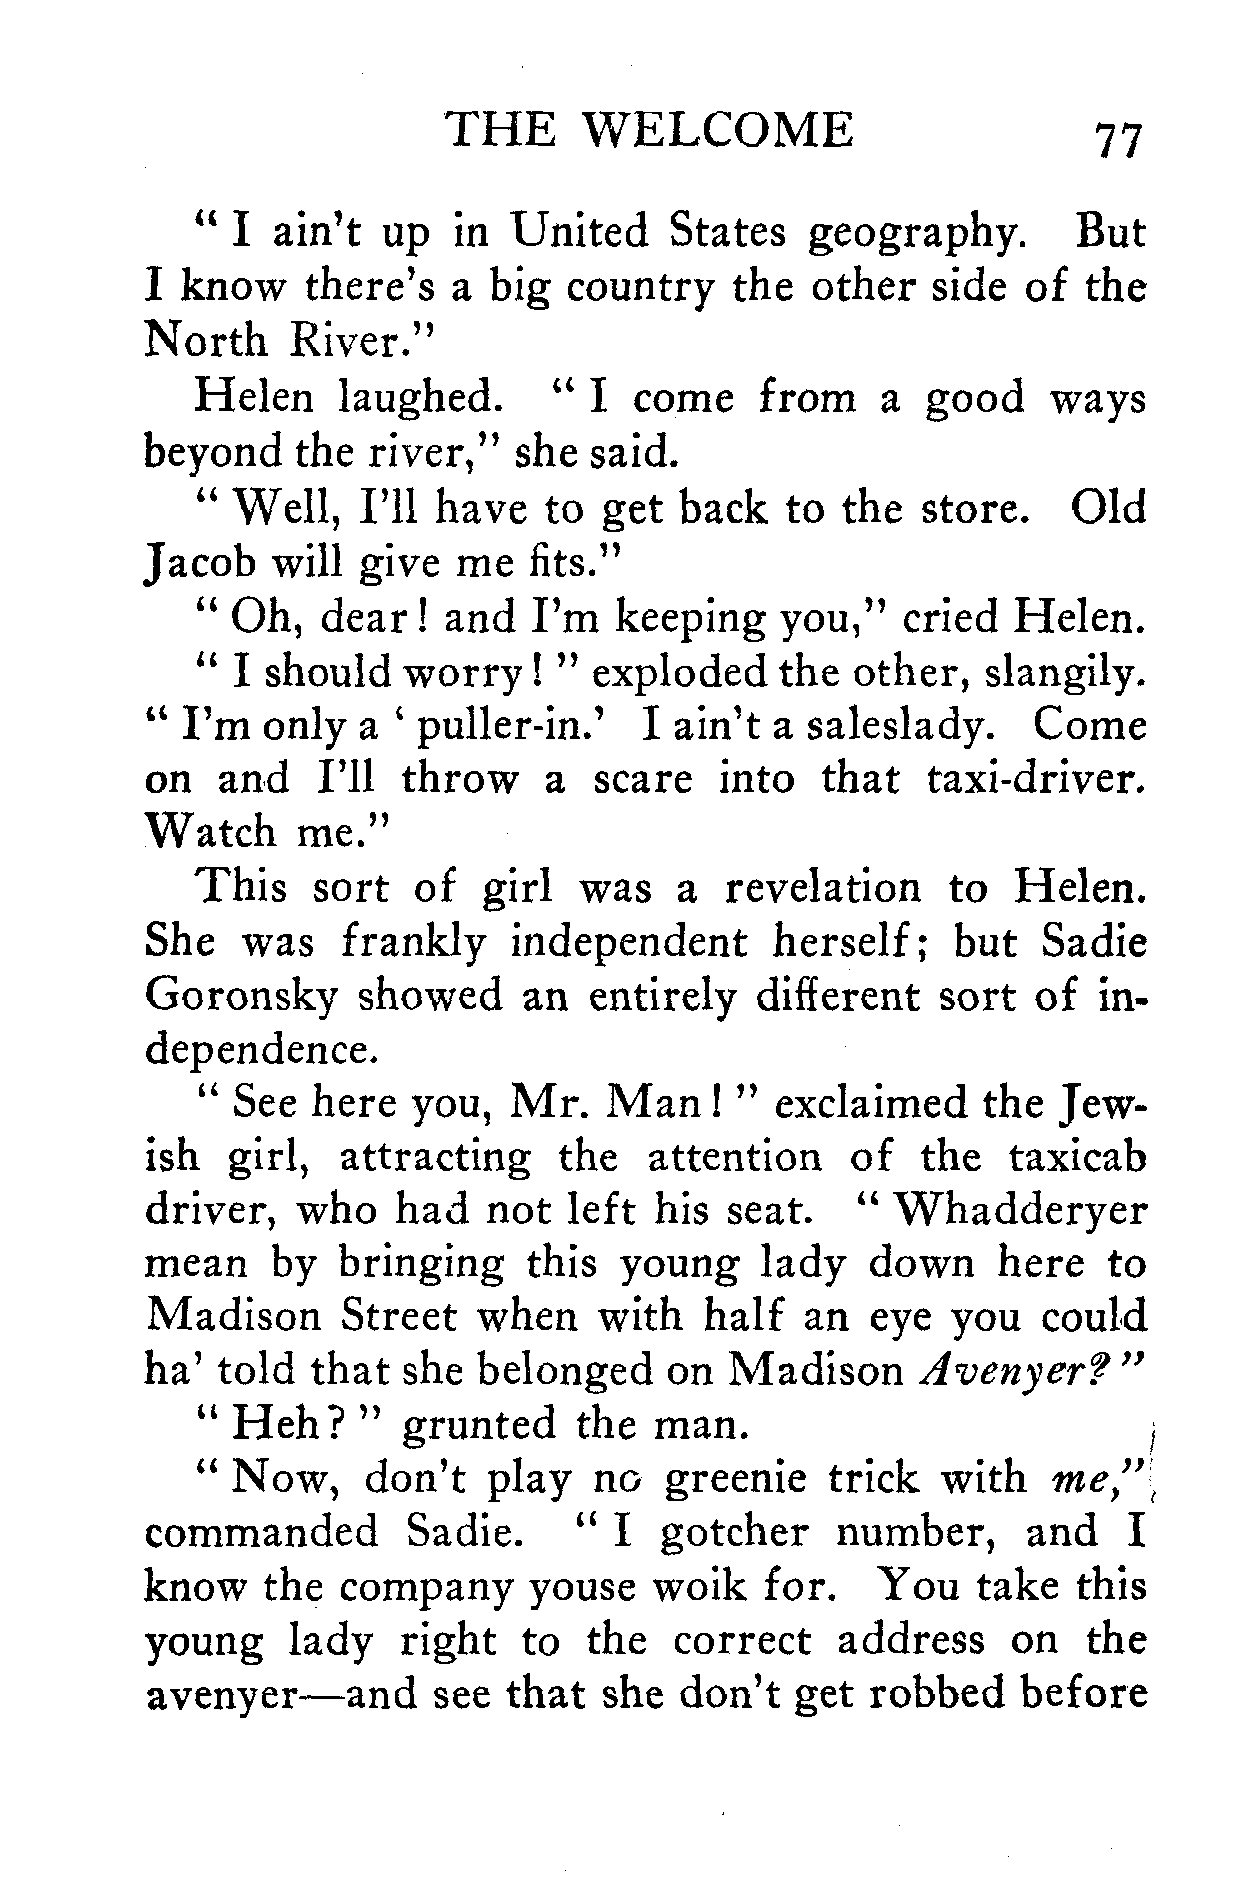 THE WELCOME 77
" I ain't up in United States geography. But
I know there's a big country the other side of the
North River."
Helen laughed. " I come from a good ways
beyond the river," she said.
" Well, I'll have to get back to the store. Old
Jacob will give me fits."
" Oh, dear! and I'm keeping you," cried Helen.
" I should worry! " exploded the other, slangily.
" I'm only a ' puller-in.' I ain't a saleslady. Come
on and I'll throw a scare into that taxi-driver.
Watch me."
This sort of girl was a revelation to Helen.
She was frankly independent herself; but Sadie
Goronsky showed an entirely different sort of in-
dependence.
" See here you, Mr. Man! " exclaimed the Jew-
ish girl, attracting the attention of the taxicab
driver, who had not left his seat. " Whadderyer
mean by bringing this young lady down here to
Madison Street when with half an eye you could
ha' told that she belonged on Madison Avenyer? "
" Heh? " grunted the man.
" Now, don't play no greenie trick with me,"
commanded Sadie. " I gotcher number, and I
know the company youse woik for. You take this
young lady right to the correct address on the
avenyer—and see that she don't get robbed before